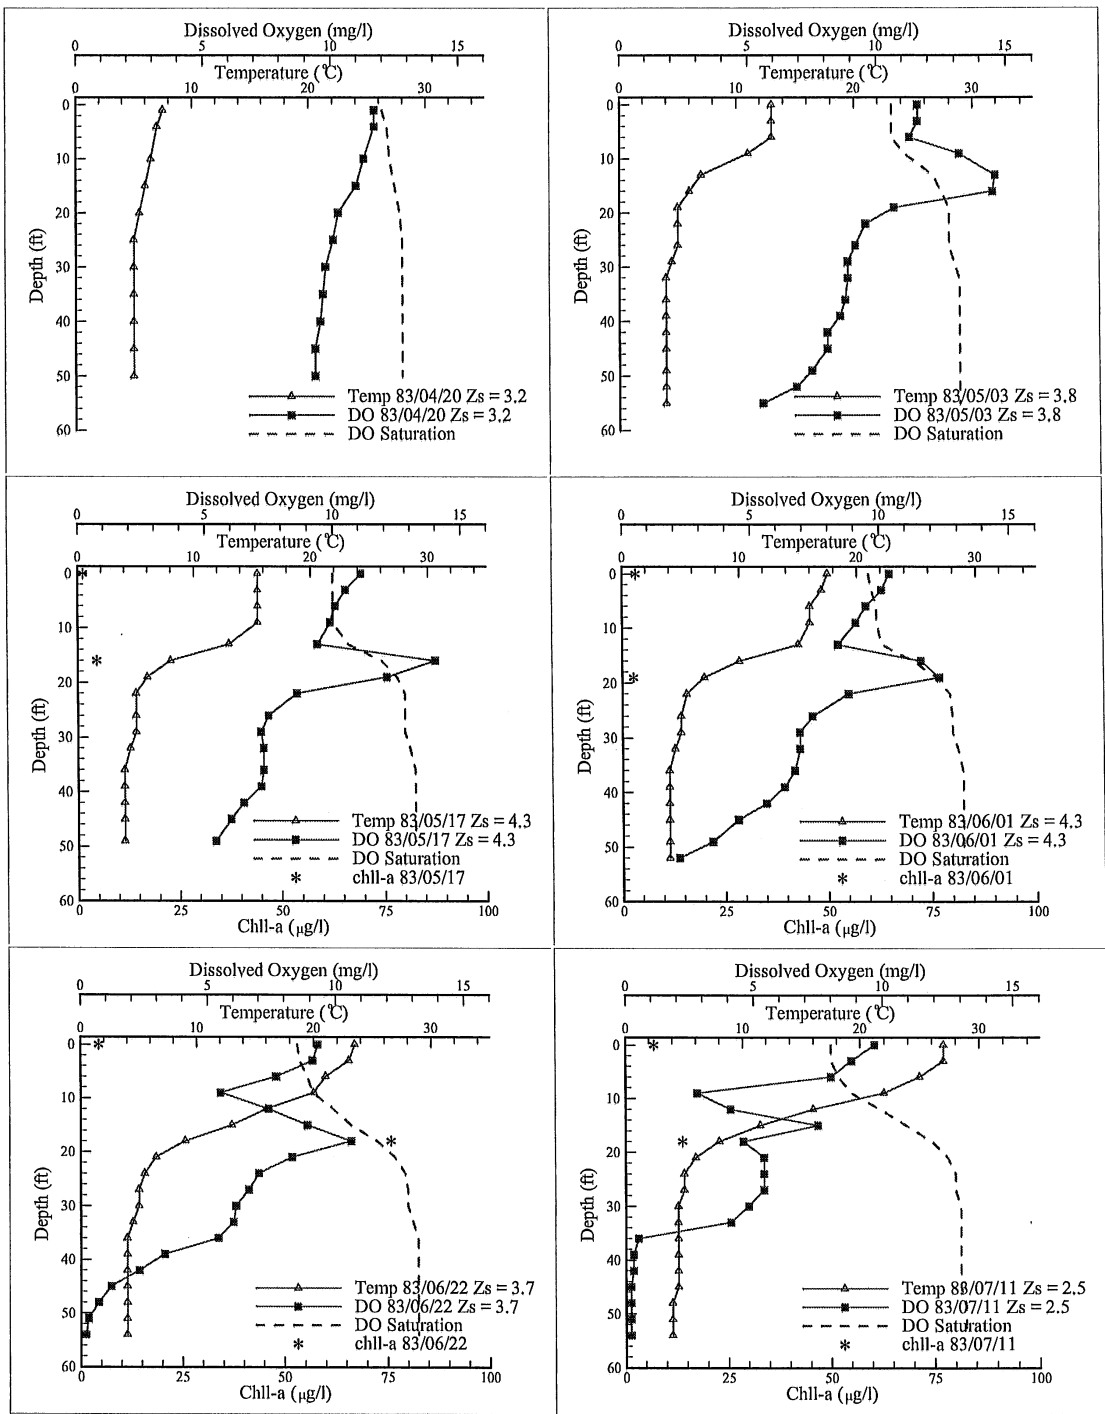 Dissolved Oxygen (mg/l)
0 5 10 15
Temperature (°C)
0 10 20 30
0
10
20
30
40
50
60
Depth (ft)
Temp 83/04/20 Zs = 3.2
DO 83/04/20 Zs = 3.2
DO Saturation
Dissolved Oxygen (mg/l)
0 5 10 15
Temperature (°C)
0 10 20 30
0
10
20
30
40
50
60
Depth (ft)
Temp 83/05/03 Zs = 3.8
DO 83/05/03 Zs = 3.8
DO Saturation
Dissolved Oxygen (mg/l)
0 5 10 15
Temperature (°C)
0 10 20 30
0
10
20
30
40
50
60
Depth (ft)
Temp 83/05/17 Zs = 4.3
DO 83/05/17 Zs = 4.3
DO Saturation
* chll-a 83/05/17
0 25 50 75 100
Chll-a (µg/l)
Dissolved Oxygen (mg/l)
0 5 10 15
Temperature (°C)
0 10 20 30
0
10
20
30
40
50
60
Depth (ft)
Temp 83/06/01 Zs = 4.3
DO 83/06/01 Zs = 4.3
DO Saturation
* chll-a 83/06/01
0 25 50 75 100
Chll-a (µg/l)
Dissolved Oxygen (mg/l)
0 5 10 15
Temperature (°C)
0 10 20 30
0
10
20
30
40
50
60
Depth (ft)
Temp 83/06/22 Zs = 3.7
DO 83/06/22 Zs = 3.7
DO Saturation
* chll-a 83/06/22
0 25 50 75 100
Chll-a (µg/l)
Dissolved Oxygen (mg/l)
0 5 10 15
Temperature (°C)
0 10 20 30
0
10
20
30
40
50
60
Depth (ft)
Temp 83/07/11 Zs = 2.5
DO 83/07/11 Zs = 2.5
DO Saturation
* chll-a 83/07/11
0 25 50 75 100
Chll-a (µg/l)